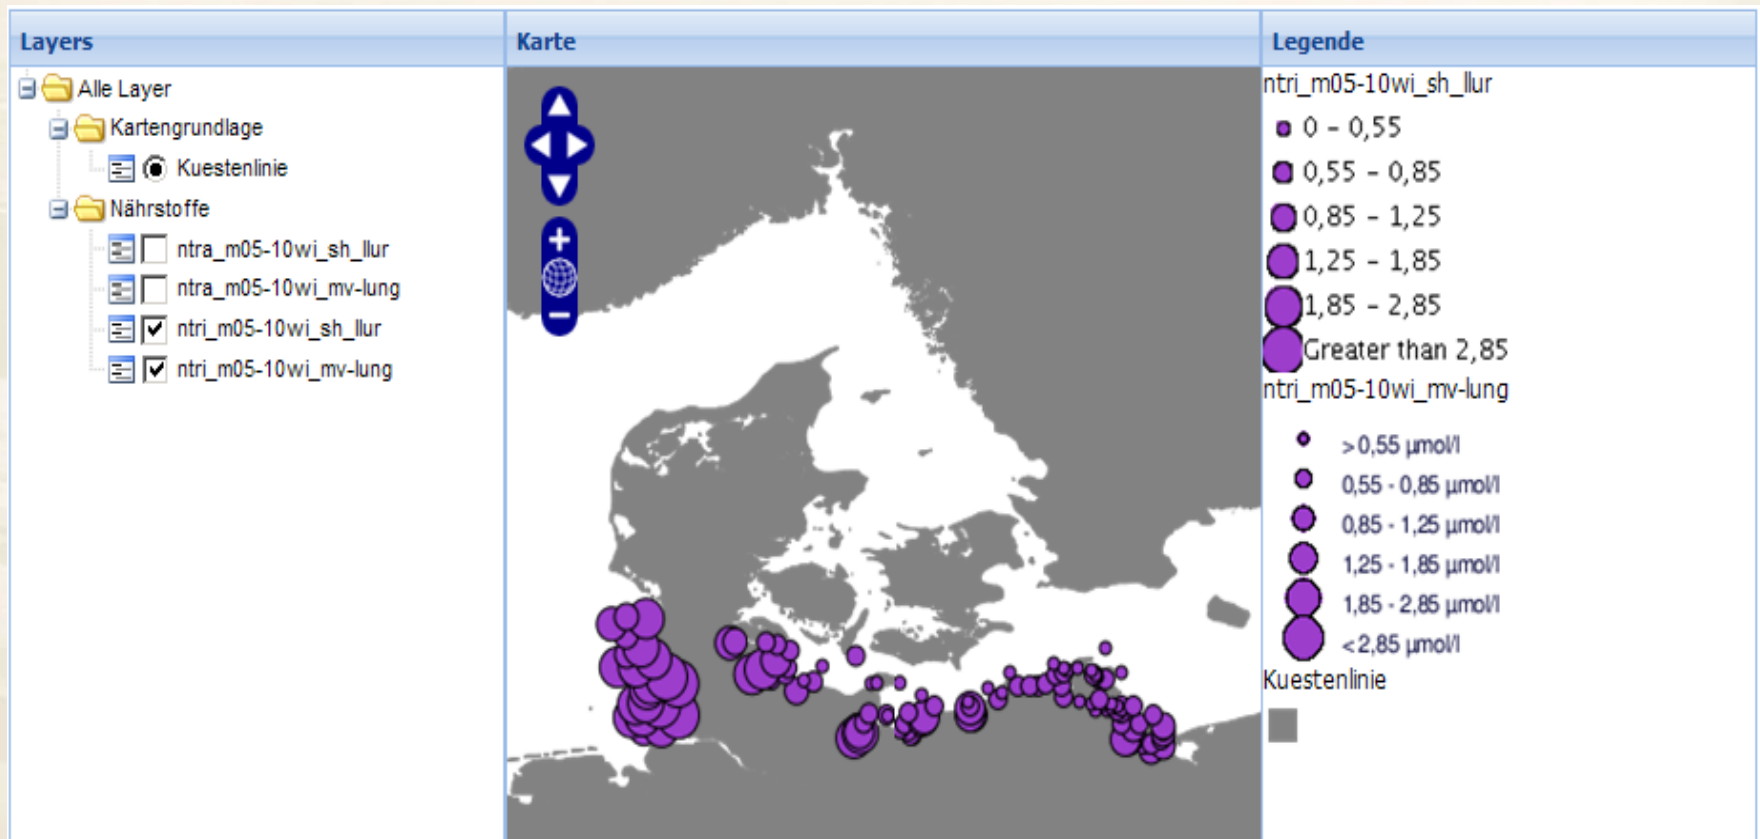 Layers
Alle Layer
Kartengrundlage
Kuestenlinie
Nährstoffe
ntra_m05-10wi_sh_llur
ntra_m05-10wi_mv-lung
ntri_m05-10wi_sh_llur
ntri_m05-10wi_mv-lung
Karte
Legende
ntri_m05-10wi_sh_llur
0 - 0,55
0,55 - 0,85
0,85 - 1,25
1,25 - 1,85
1,85 - 2,85
Greater than 2,85
ntri_m05-10wi_mv-lung
>0,55 µmol/l
0,55 - 0,85 µmol/l
0,85 - 1,25 µmol/l
1,25 - 1,85 µmol/l
1,85 - 2,85 µmol/l
<2,85 µmol/l
Kuestenlinie